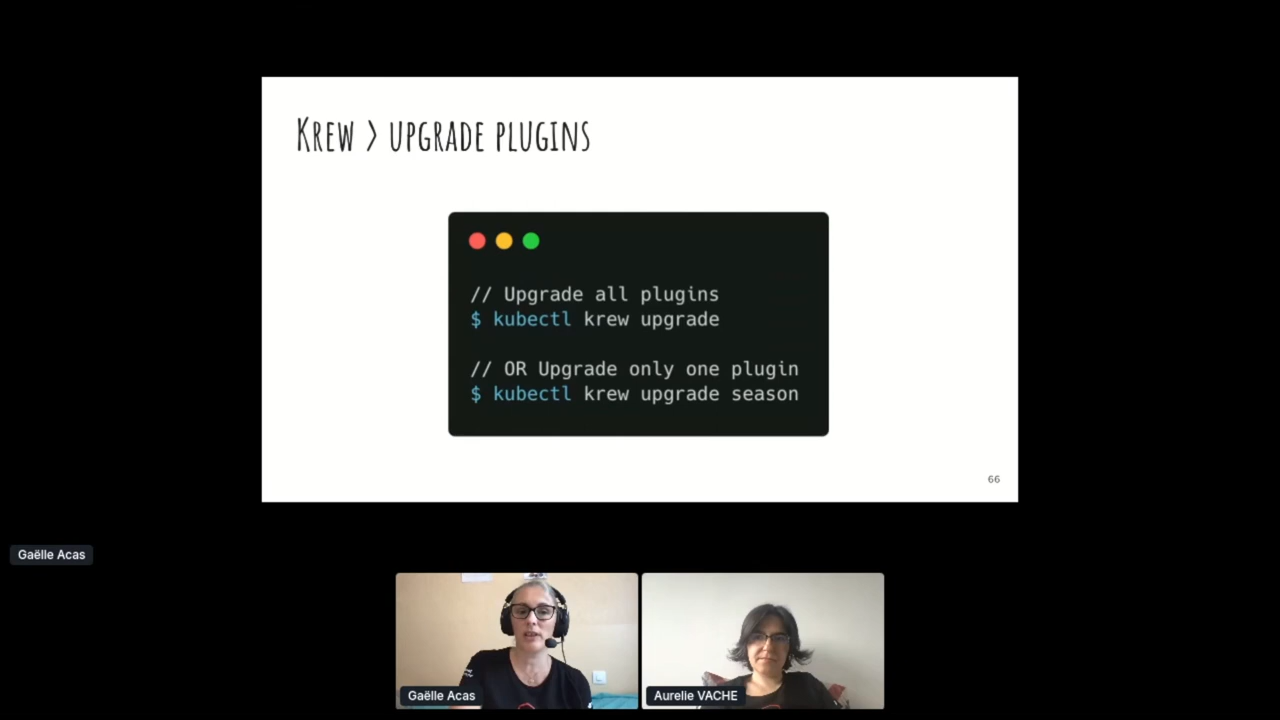 Krew > upgrade plugins
// Upgrade all plugins
$ kubectl krew upgrade
// OR Upgrade only one plugin
$ kubectl krew upgrade season
66
Gaëlle Acas
Gaëlle Acas
Aurelie VACHE